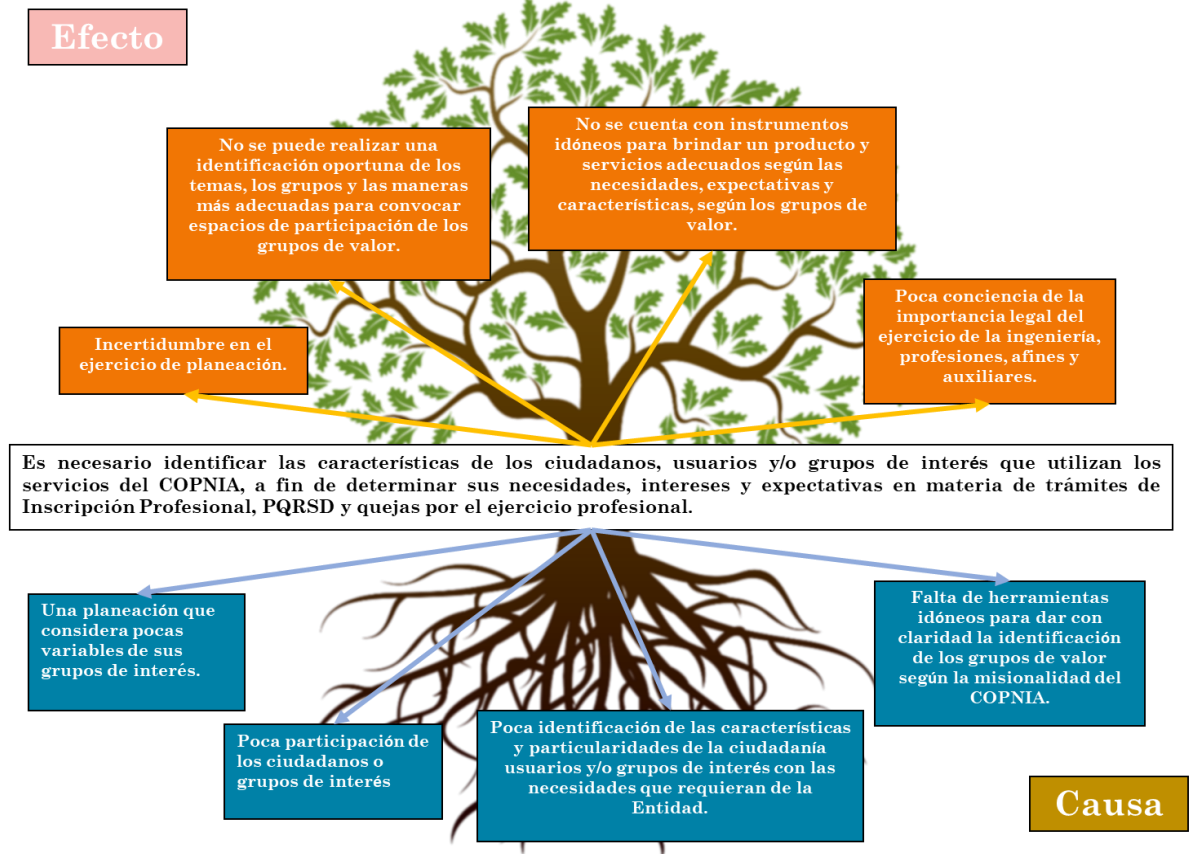 Efecto
No se puede realizar una
identificación oportuna de los
temas, los grupos y las maneras
más adecuadas para convocar
espacios de participación de los
grupos de valor.
No se cuenta con instrumentos
idóneos para brindar un producto y
servicios adecuados según las
necesidades, expectativas y
características, según los grupos de
valor.
Incertidumbre en el
ejercicio de planeación.
Poca conciencia de la
importancia legal del
ejercicio de la ingeniería,
profesiones, afines y
auxiliares.
Es necesario identificar las características de los ciudadanos, usuarios y/o grupos de interés que utilizan los
servicios del COPNIA, a fin de determinar sus necesidades, intereses y expectativas en materia de trámites de
Inscripción Profesional, PQRSD y quejas por el ejercicio profesional.
Una planeación que
considera pocas
variables de sus
grupos de interés.
Poca participación de
los ciudadanos o
grupos de interés
Poca identificación de las características
y particularidades de la ciudadanía
usuarios y/o grupos de interés con las
necesidades que requieran de la
Entidad.
Falta de herramientas
idóneos para dar con
claridad la identificación
de los grupos de valor
según la misionalidad del
COPNIA.
Causa